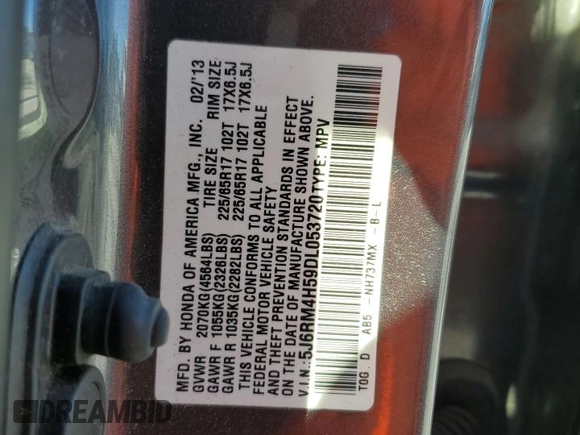 MFD. BY HONDA OF AMERICA MFG., INC. 02/'13
GVWR 2070KG(4564LBS) TIRE SIZE RIM SIZE
GAWR F 1055KG(2326LBS) 225/65R17 102T 17X6.5J
GAWR R 1035KG(2282LBS) 225/65R17 102T 17X6.5J
THIS VEHICLE CONFORMS TO ALL APPLICABLE
FEDERAL MOTOR VEHICLE SAFETY
AND THEFT PREVENTION STANDARDS IN EFFECT
ON THE DATE OF MANUFACTURE SHOWN ABOVE.
V.I.N.:5J6RM4H59DL053720 TYPE: MPV
TOG. D AB5 -NH737MX -B-L
DREAMBID